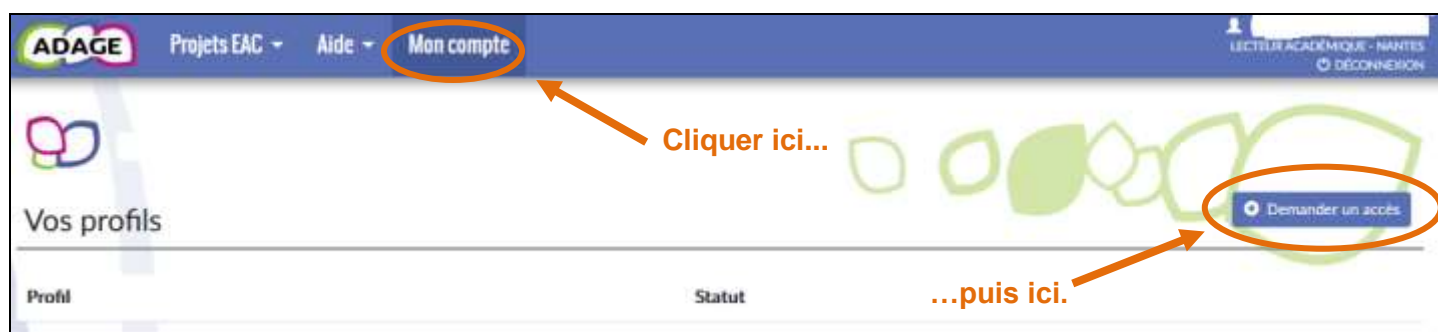 ADAGE Projets EAC Aide Mon compte
LECTEUR ACADÉMIQUE - NANTES
DÉCONNEXION
Cliquer ici...
Vos profils
Demander un accès
Profil Statut
…puis ici.